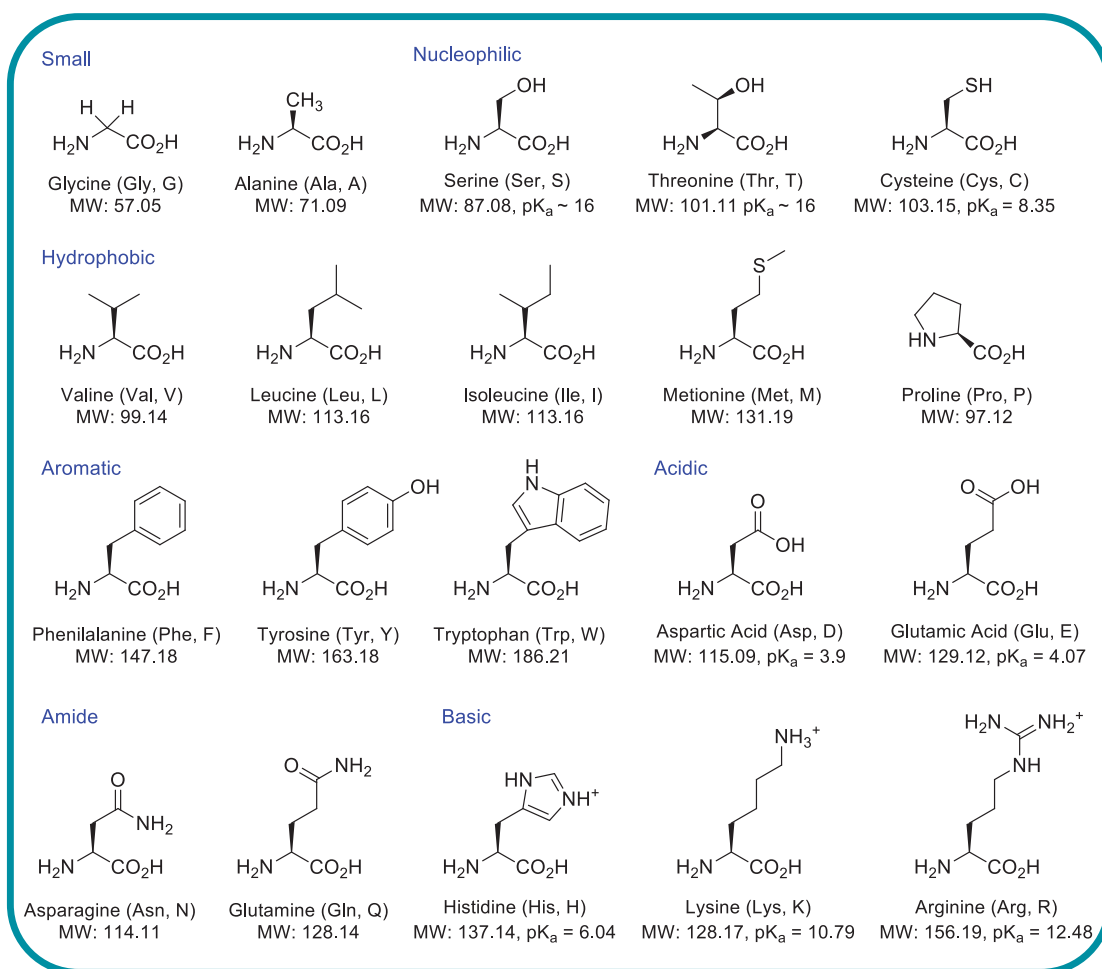 Small
Nucleophilic
H H
H2N CO2H
Glycine (Gly, G)
MW: 57.05
CH3
H2N CO2H
Alanine (Ala, A)
MW: 71.09
OH
H2N CO2H
Serine (Ser, S)
MW: 87.08, pKa ~ 16
OH
H2N CO2H
Threonine (Thr, T)
MW: 101.11 pKa ~ 16
SH
H2N CO2H
Cysteine (Cys, C)
MW: 103.15, pKa = 8.35
Hydrophobic
H2N CO2H
Valine (Val, V)
MW: 99.14
H2N CO2H
Leucine (Leu, L)
MW: 113.16
H2N CO2H
Isoleucine (Ile, I)
MW: 113.16
S
H2N CO2H
Metionine (Met, M)
MW: 131.19
HN
CO2H
Proline (Pro, P)
MW: 97.12
Aromatic
Acidic
H2N CO2H
Phenilalanine (Phe, F)
MW: 147.18
OH
H2N CO2H
Tyrosine (Tyr, Y)
MW: 163.18
H
N
H2N CO2H
Tryptophan (Trp, W)
MW: 186.21
O
OH
H2N CO2H
Aspartic Acid (Asp, D)
MW: 115.09, pKa = 3.9
O OH
H2N CO2H
Glutamic Acid (Glu, E)
MW: 129.12, pKa = 4.07
Amide
Basic
O
NH2
H2N CO2H
Asparagine (Asn, N)
MW: 114.11
O NH2
H2N CO2H
Glutamine (Gln, Q)
MW: 128.14
HN
NH+
H2N CO2H
Histidine (His, H)
MW: 137.14, pKa = 6.04
NH3+
H2N CO2H
Lysine (Lys, K)
MW: 128.17, pKa = 10.79
H2N NH2+
NH
H2N CO2H
Arginine (Arg, R)
MW: 156.19, pKa = 12.48